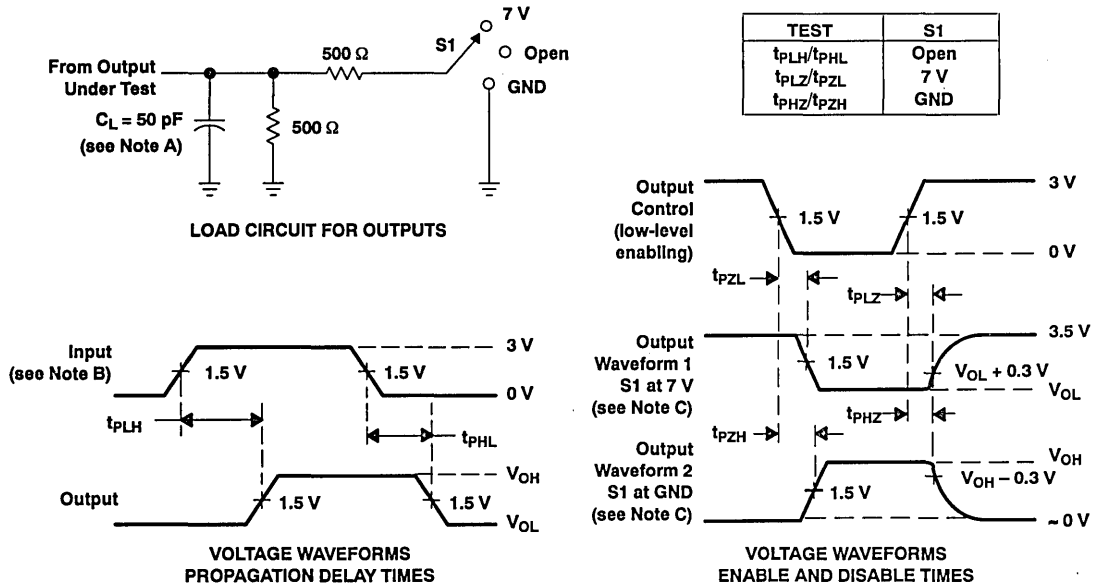 7 V
S1
Open
GND
500 Ω
From Output
Under Test
CL = 50 pF
(see Note A)
500 Ω
LOAD CIRCUIT FOR OUTPUTS
TEST S1
tPLH/tPHL Open
tPLZ/tPZL 7 V
tPHZ/tPZH GND
Input
(see Note B)
1.5 V
1.5 V
3 V
0 V
tPLH
tPHL
Output
1.5 V
1.5 V
VOH
VOL
VOLTAGE WAVEFORMS
PROPAGATION DELAY TIMES
Output
Control
(low-level
enabling)
1.5 V
1.5 V
3 V
0 V
tPZL
tPLZ
Output
Waveform 1
S1 at 7 V
(see Note C)
1.5 V
3.5 V
VOL + 0.3 V
VOL
tPZH
tPHZ
Output
Waveform 2
S1 at GND
(see Note C)
1.5 V
VOH
VOH – 0.3 V
~ 0 V
VOLTAGE WAVEFORMS
ENABLE AND DISABLE TIMES